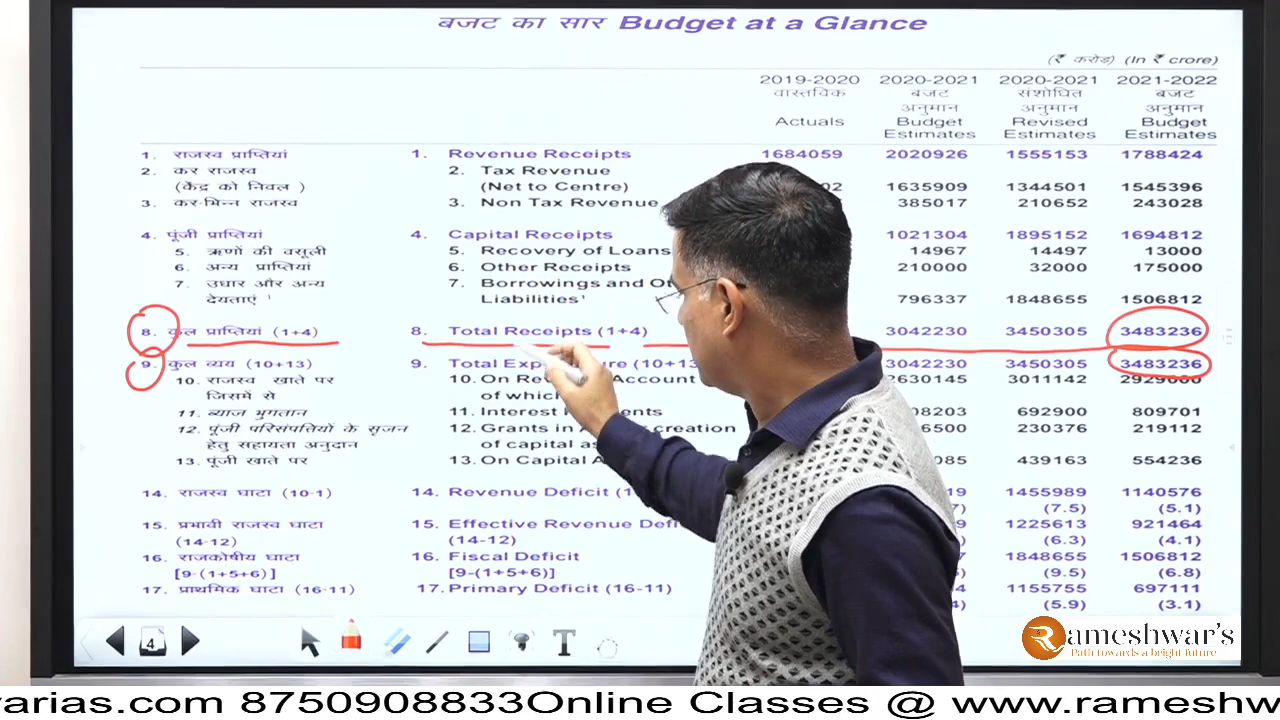 बजट का सार Budget at a Glance
(₹ करोड़) (In ₹ crore)
2019-2020 2020-2021 2020-2021 2021-2022
वास्तविक बजट संशोधित बजट
अनुमान अनुमान अनुमान
Actuals Budget Revised Budget
Estimates Estimates Estimates
1. राजस्व प्राप्तियां 1. Revenue Receipts 1684059 2020926 1555153 1788424
2. कर राजस्व 2. Tax Revenue
(केंद्र को निवल) (Net to Centre) 1635909 1344501 1545396
3. कर-भिन्न राजस्व 3. Non Tax Revenue 385017 210652 243028
4. पूंजी प्राप्तियां 4. Capital Receipts 1021304 1895152 1694812
5. ऋणों की वसूली 5. Recovery of Loans 14967 14497 13000
6. अन्य प्राप्तियां 6. Other Receipts 210000 32000 175000
7. उधार और अन्य 7. Borrowings and
देयताएं ¹ Liabilities¹ 796337 1848655 1506812
8. कुल प्राप्तियां (1+4) 8. Total Receipts (1+4) 3042230 3450305 3483236
9. कुल व्यय (10+13) 9. Total (10+13 3042230 3450305 3483236
10. राजस्व खाते पर 10. On Account 2630145 3011142 2929000
जिसमें से of which
11. ब्याज भुगतान 11. Interest 692900 809701
12. पूंजी परिसंपतियों के सृजन 12. Grants in creation 230376 219112
हेतु सहायता अनुदान of capital
13. पूंजी खाते पर 13. On Capital 439163 554236
14. राजस्व घाटा (10-1) 14. Revenue Deficit 1455989 1140576
(7.5) (5.1)
15. प्रभावी राजस्व घाटा 15. Effective Revenue 1225613 921464
(14-12) (14-12) (6.3) (4.1)
16. राजकोषीय घाटा 16. Fiscal Deficit 1848655 1506812
[9-(1+5+6)] [9-(1+5+6)] (9.5) (6.8)
17. प्राथमिक घाटा (16-11) 17. Primary Deficit (16-11) 1155755 697111
(5.9) (3.1)
4 T
Rameshwar's
Path towards a bright future
varias.com 8750908833Online Classes @ www.rameshw